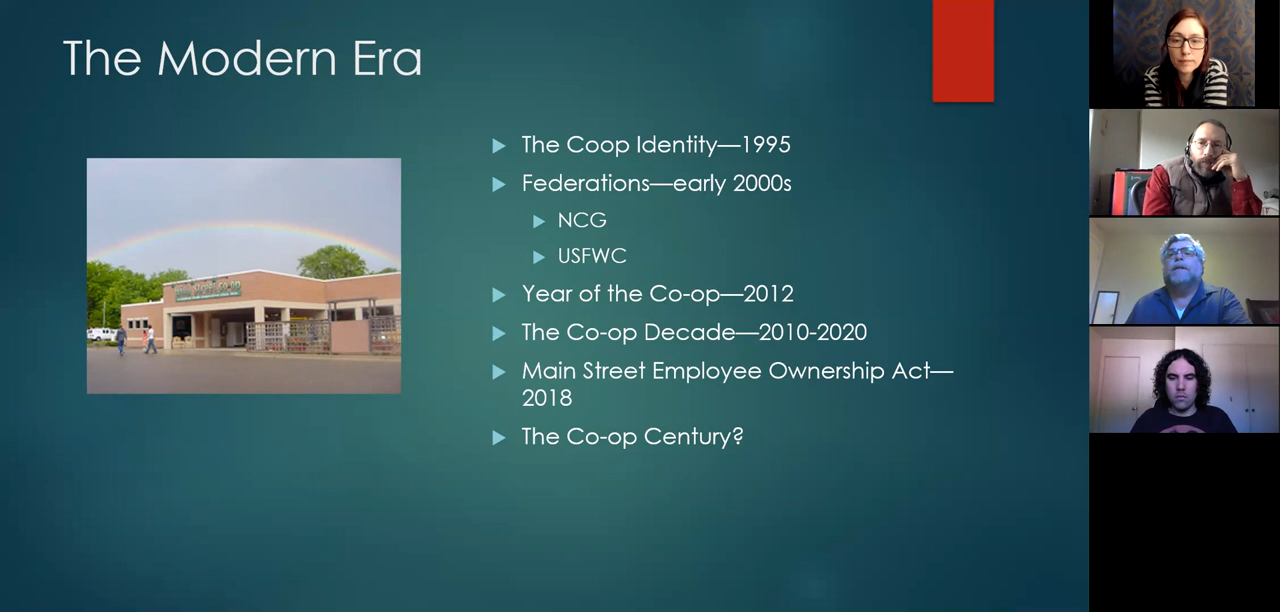 The Modern Era
The Coop Identity—1995
Federations—early 2000s
NCG
USFWC
Year of the Co-op—2012
The Co-op Decade—2010-2020
Main Street Employee Ownership Act—
2018
The Co-op Century?